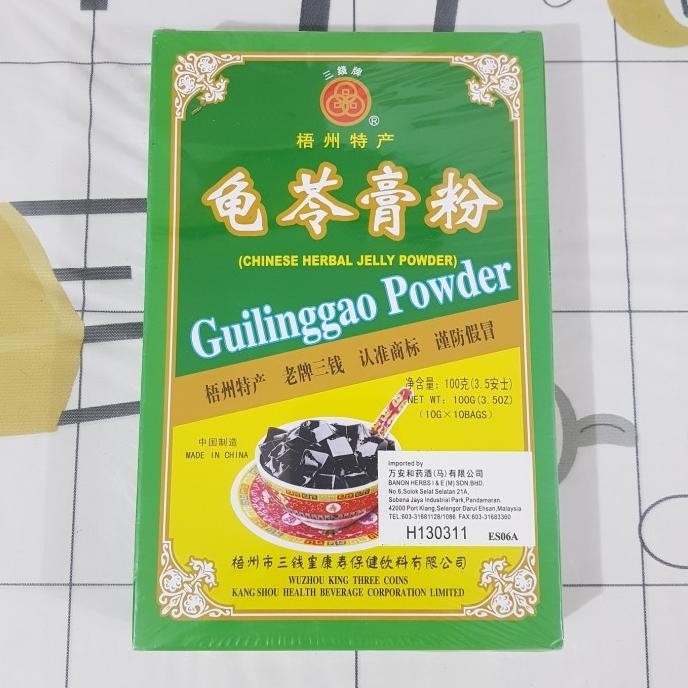 三錢牌
®
梧州特产
龟苓膏粉
(CHINESE HERBAL JELLY POWDER)
Guilinggao Powder
梧州特产 老牌三钱 认准商标 谨防假冒
净含量: 100克(3.5安士)
NET WT: 100G(3.5OZ)
(10G×10BAGS)
中国制造
MADE IN CHINA
Imported by
万安和药酒(马)有限公司
BANON HERBS I & E (M) SDN.BHD.
No.6,Solok Selat Selatan 21A,
Sobena Jaya Industrial Park,Pandamaran.
42000 Port Klang,Selangor Darul Ehsan,Malaysia
TEL:603-31681128/1086 FAX:603-31683360
H130311 ES06A
梧州市三钱皇康寿保健饮料有限公司
WUZHOU KING THREE COINS
KANG SHOU HEALTH BEVERAGE CORPORATION LIMITED